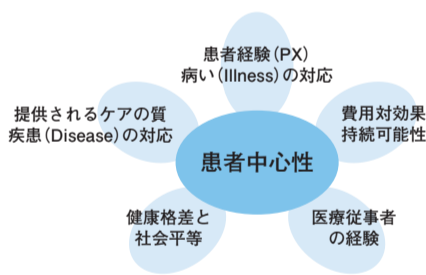 患者経験（PX）
病い（Illness）の対応
提供されるケアの質
疾患（Disease）の対応
費用対効果
持続可能性
患者中心性
健康格差と
社会平等
医療従事者
の経験